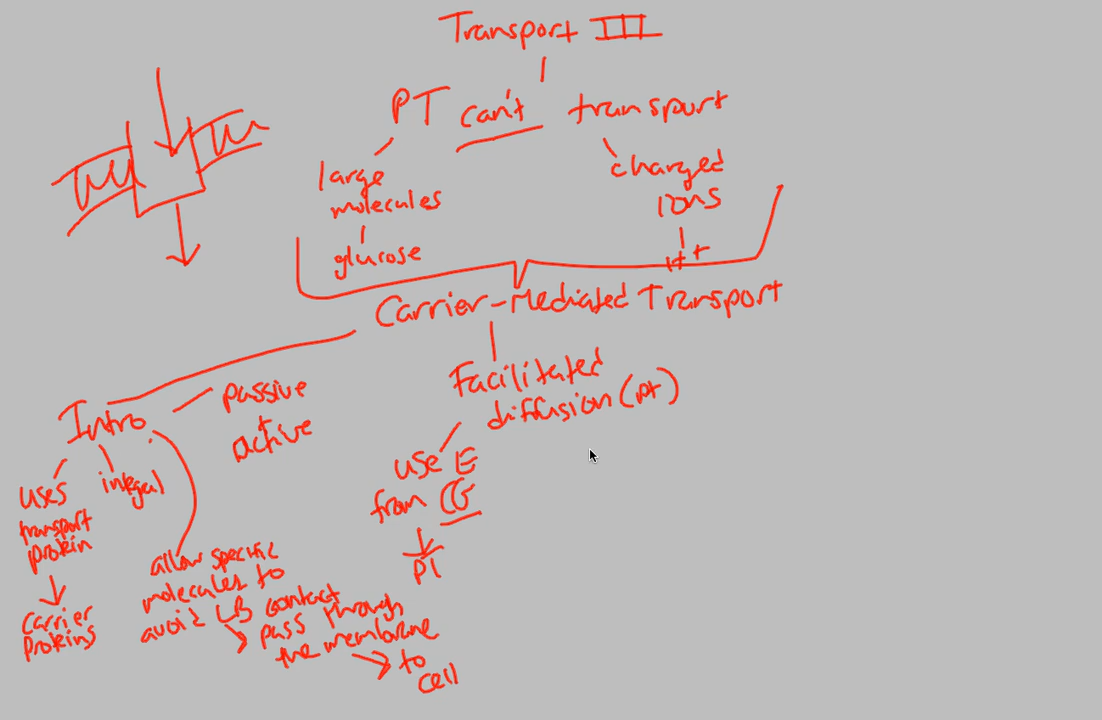 Transport III
PT can't transport
large
molecules
glucose
charged
ions
H+
Carrier-Mediated Transport
Intro
passive
active
uses
transport
protein
Carrier
Proteins
integal
allow specific
molecules to
avoid LB contact
pass through
the membrane
to
cell
Facilitated
diffusion (pt)
use E
from CG
PT